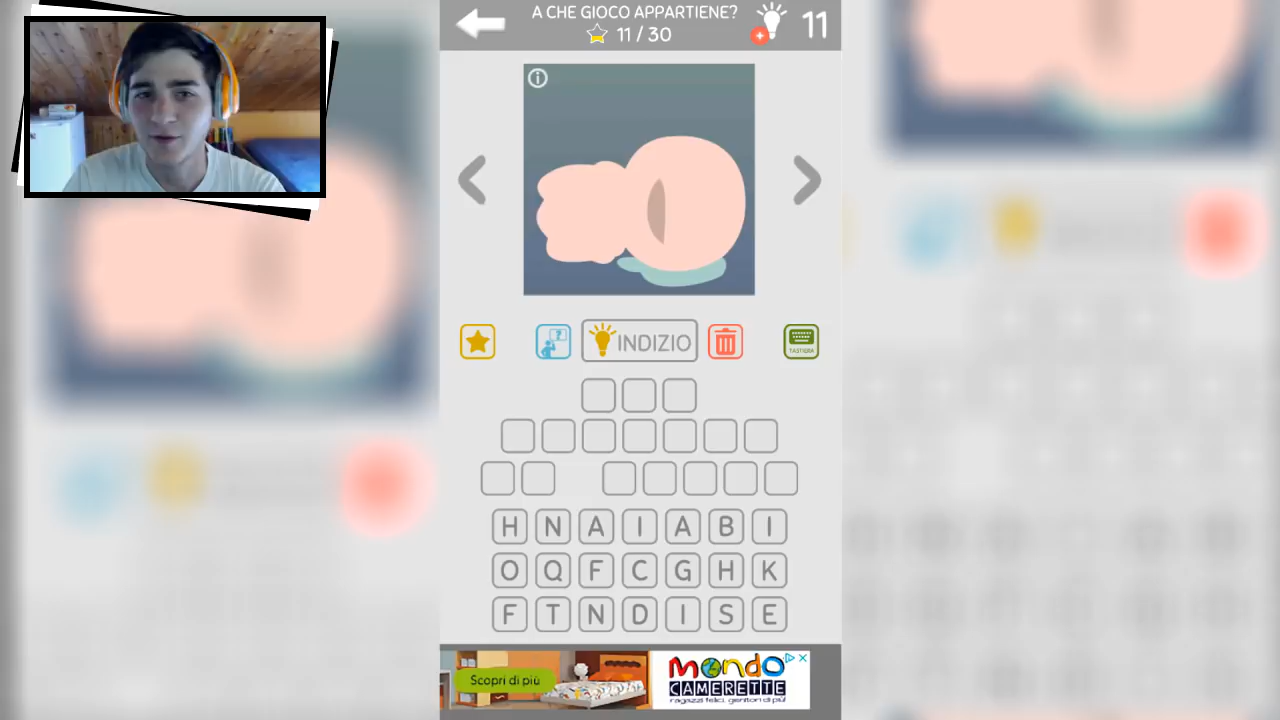 A CHE GIOCO APPARTIENE?
11 / 30
11
INDIZIO
TASTIERA
H N A I A B I
O Q F C G H K
F T N D I S E
Scopri di più
MONDO
CAMERETTE
ragazzi felici, genitori di più!